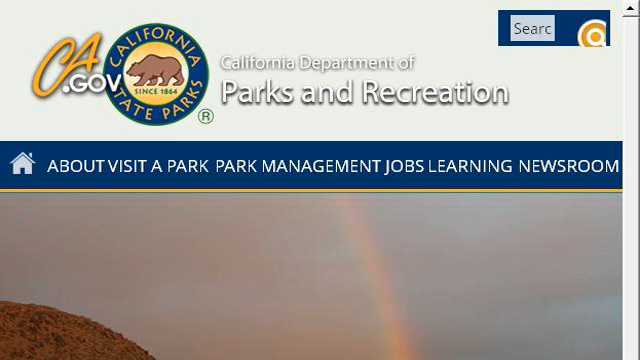 Searc
CA
.GOV
CALIFORNIA
SINCE 1864
STATE PARKS
®
California Department of
Parks and Recreation
ABOUT VISIT A PARK PARK MANAGEMENT JOBS LEARNING NEWSROOM